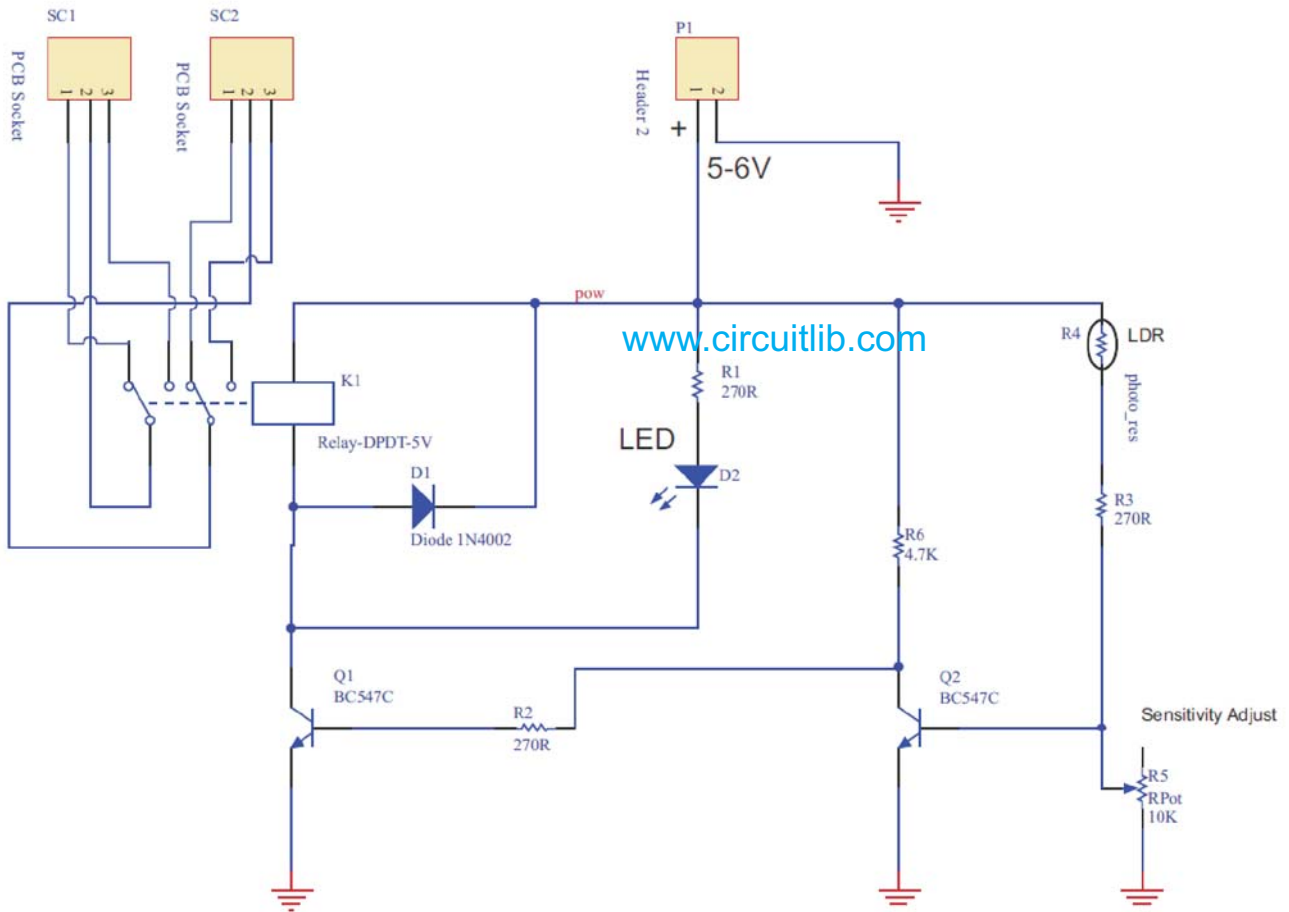 SC1
SC2
PCB Socket
1 2 3
PCB Socket
1 2 3
P1
Header 2
1 2
+
5-6V
pow
www.circuitlib.com
R4
LDR
photo_res
K1
Relay-DPDT-5V
R1
270R
LED
D2
D1
Diode 1N4002
R3
270R
R6
4.7K
Q1
BC547C
R2
270R
Q2
BC547C
Sensitivity Adjust
R5
RPot
10K